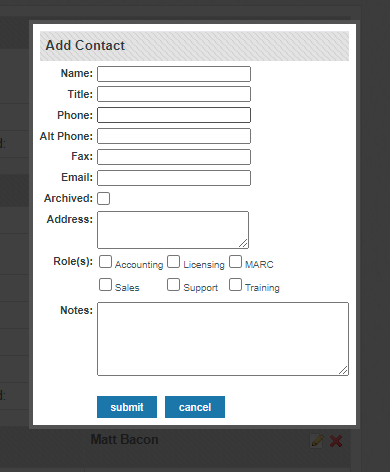 Add Contact
Name:
Title:
Phone:
Alt Phone:
Fax:
Email:
Archived:
Address:
Role(s): Accounting Licensing MARC
Sales Support Training
Notes:
submit cancel
Matt Bacon